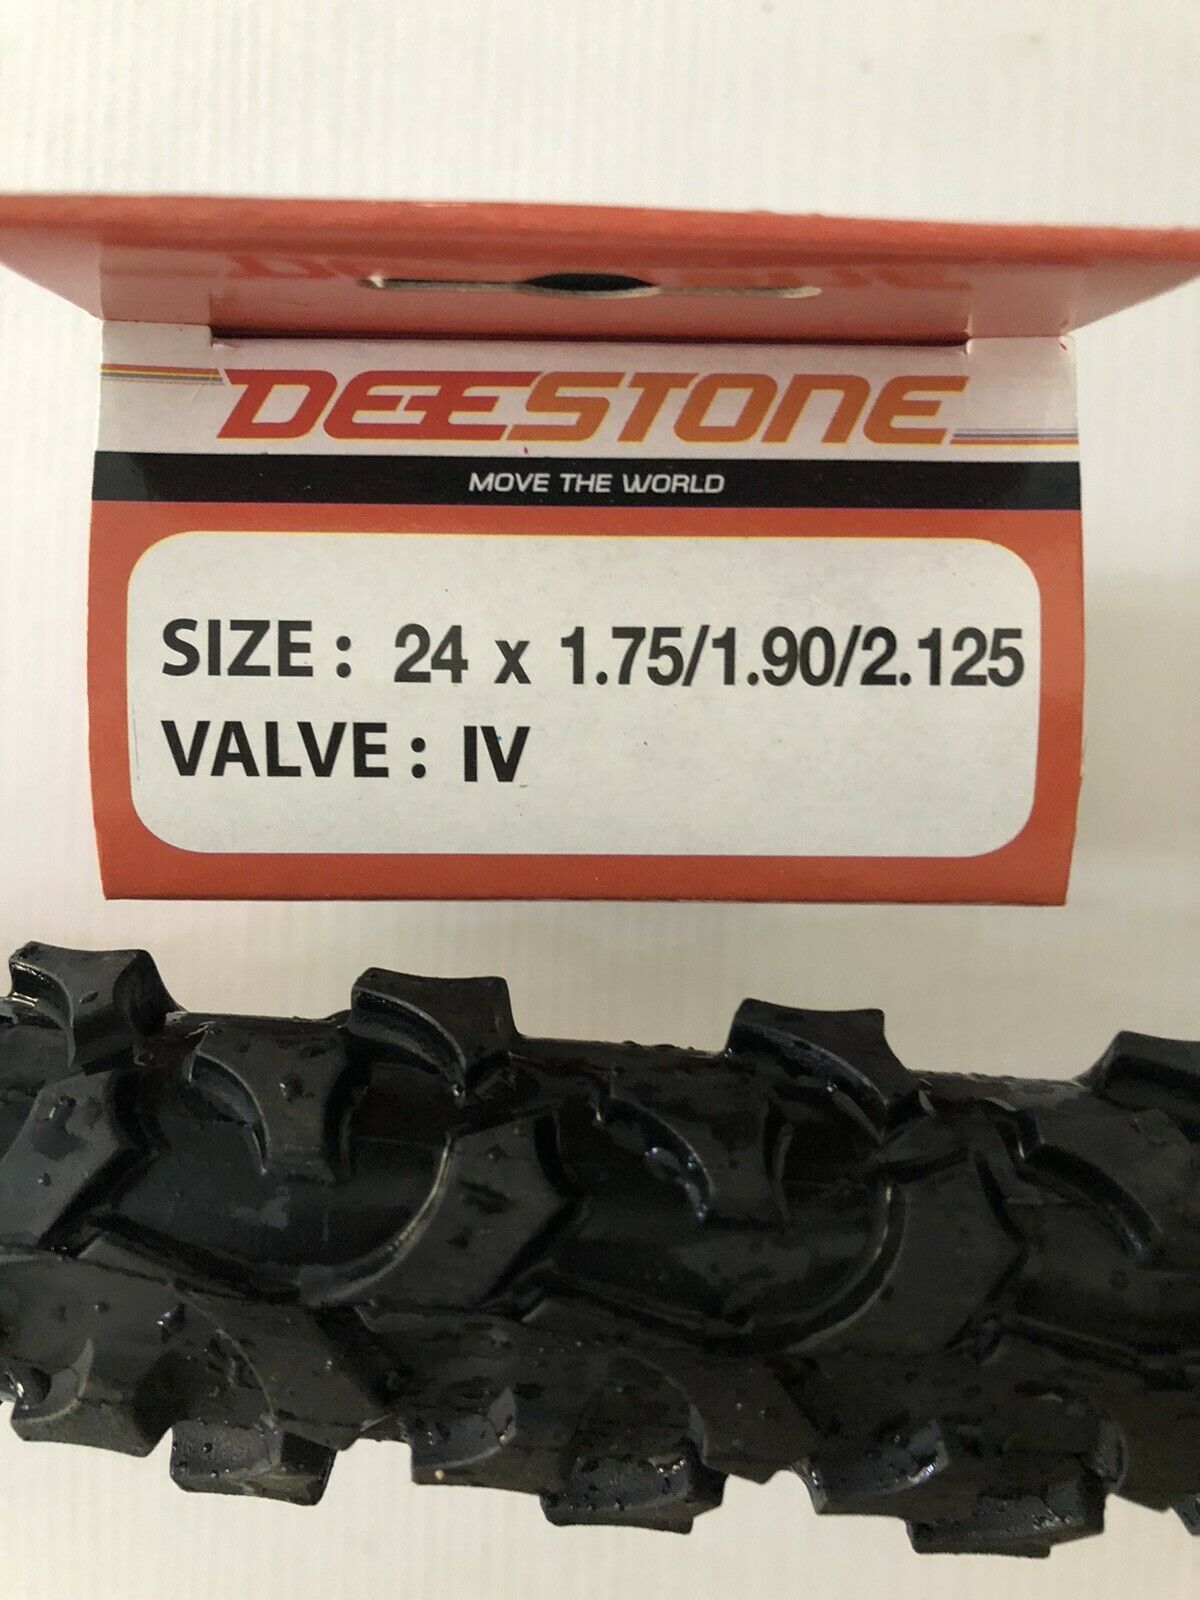 DEESTONE
MOVE THE WORLD
SIZE : 24 x 1.75/1.90/2.125
VALVE : IV